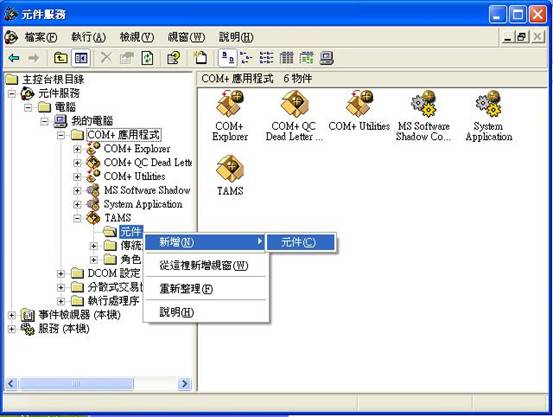 元件服務
檔案(F) 執行(A) 檢視(V) 視窗(W) 說明(H)
主控台根目錄
元件服務
電腦
我的電腦
COM+ 應用程式
COM+ Explorer
COM+ QC Dead Lette
COM+ Utilities
MS Software Shadow
System Application
TAMS
元件
傳統
角色
DCOM 設定
分散式交易
執行處理序
事件檢視器 (本機)
服務 (本機)
COM+ 應用程式 6 物件
COM+ Explorer
COM+ QC Dead Letter ...
COM+ Utilities
MS Software Shadow Co...
System Application
TAMS
新增(N)
從這裡新增視窗(W)
重新整理(F)
說明(H)
元件(C)